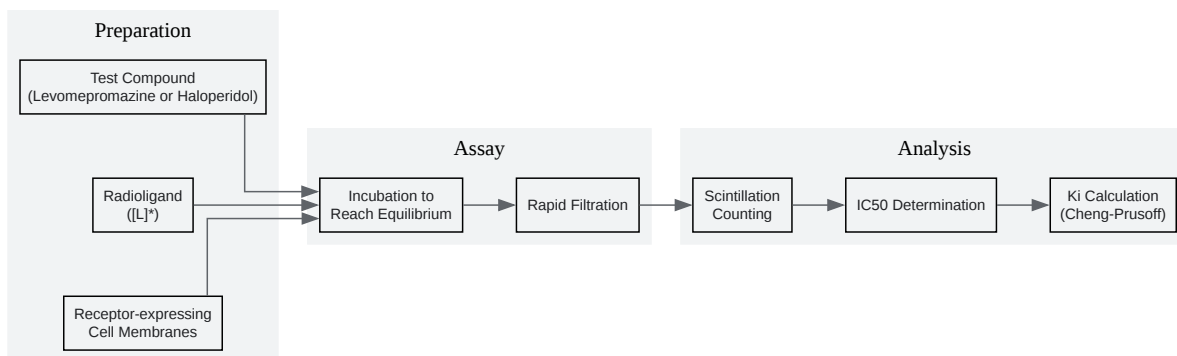 Preparation
Test Compound
(Levomepromazine or Haloperidol)
Radioligand
([L]*)
Receptor-expressing
Cell Membranes
Assay
Incubation to
Reach Equilibrium
Rapid Filtration
Analysis
Scintillation
Counting
IC50 Determination
Ki Calculation
(Cheng-Prusoff)